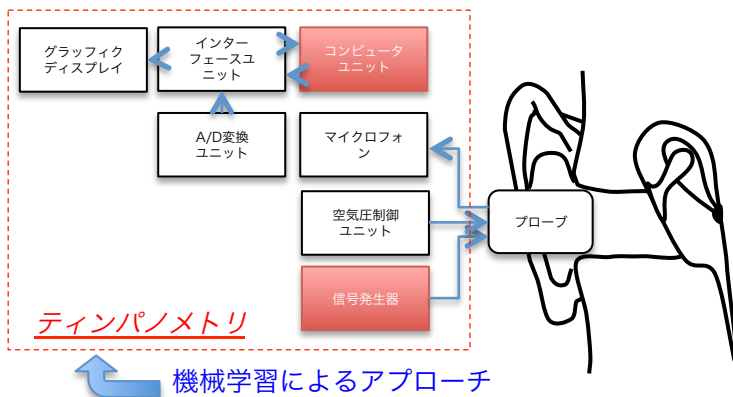 グラッフィク
ディスプレイ
インター
フェースユ
ニット
コンピュータ
ユニット
A/D変換
ユニット
マイクロフォ
ン
空気圧制御
ユニット
プローブ
信号発生器
ティンパノメトリ
機械学習によるアプローチ